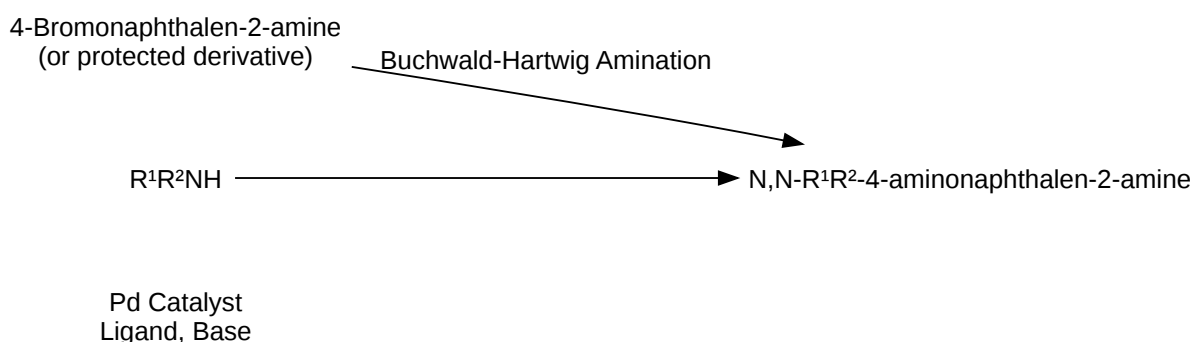 4-Bromonaphthalen-2-amine
(or protected derivative)
Buchwald-Hartwig Amination
R¹R²NH
N,N-R¹R²-4-aminonaphthalen-2-amine
Pd Catalyst
Ligand, Base